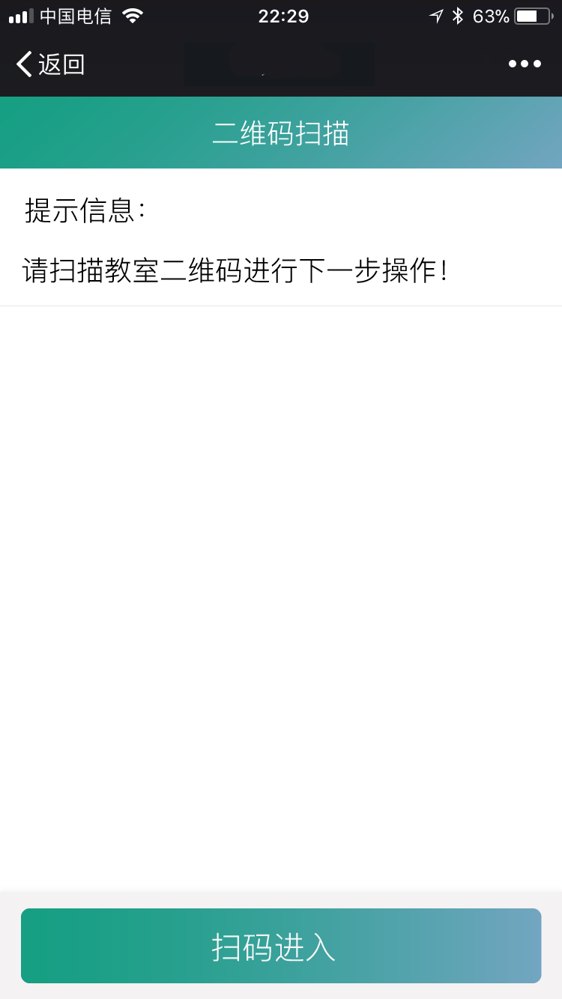 中国电信 22:29 63%
返回
二维码扫描
提示信息:
请扫描教室二维码进行下一步操作!
扫码进入